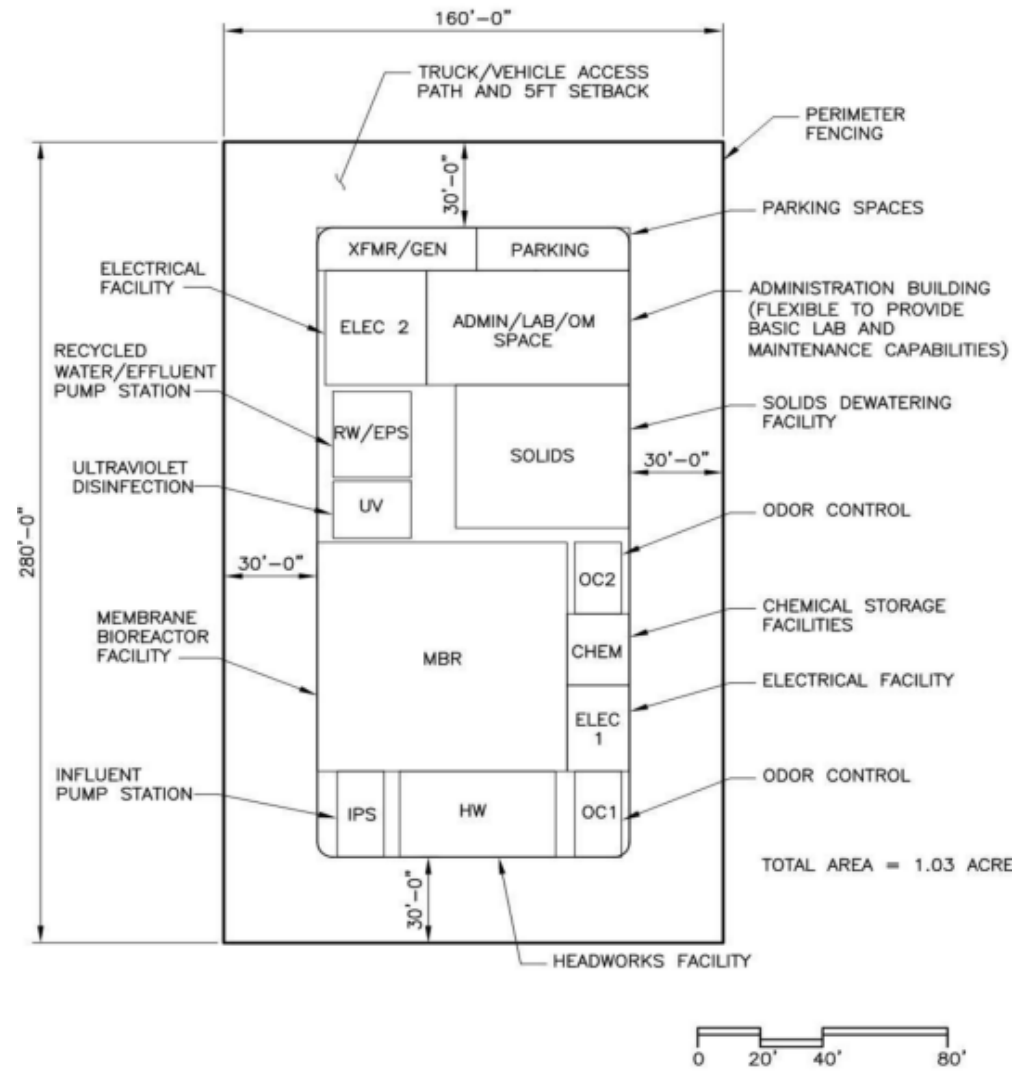 160'-0"
TRUCK/VEHICLE ACCESS
PATH AND 5FT SETBACK
PERIMETER
FENCING
30'-0"
PARKING SPACES
XFMR/GEN
PARKING
ELECTRICAL
FACILITY
ELEC 2
ADMIN/LAB/OM
SPACE
ADMINISTRATION BUILDING
(FLEXIBLE TO PROVIDE
BASIC LAB AND
MAINTENANCE CAPABILITIES)
RECYCLED
WATER/EFFLUENT
PUMP STATION
RW/EPS
SOLIDS
SOLIDS DEWATERING
FACILITY
30'-0"
ULTRAVIOLET
DISINFECTION
UV
ODOR CONTROL
280'-0"
30'-0"
OC2
MEMBRANE
BIOREACTOR
FACILITY
MBR
CHEM
CHEMICAL STORAGE
FACILITIES
ELEC
1
ELECTRICAL FACILITY
INFLUENT
PUMP STATION
IPS
HW
OC1
ODOR CONTROL
TOTAL AREA = 1.03 ACRE
30'-0"
HEADWORKS FACILITY
0 20' 40' 80'